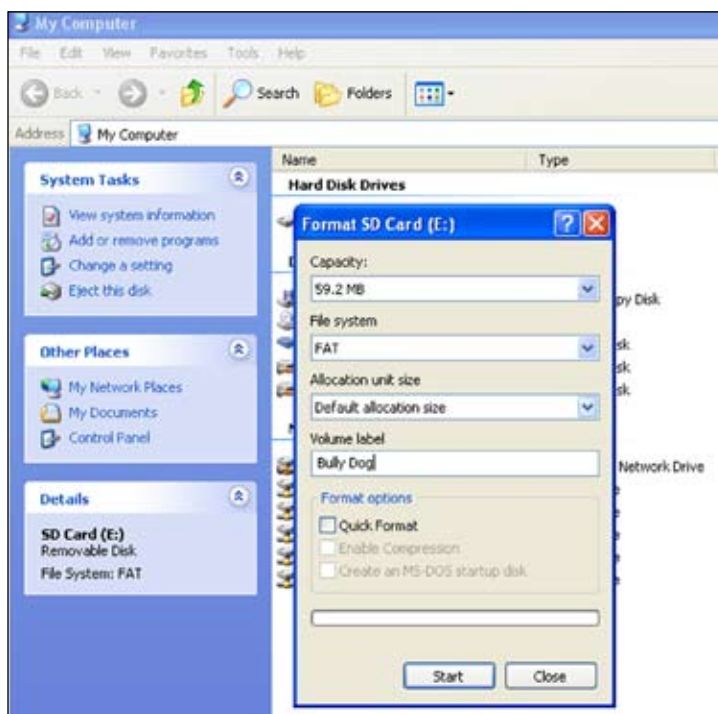 My Computer
File Edit View Favorites Tools Help
Back Search Folders
Address My Computer
Name Type
System Tasks
View system information
Add or remove programs
Change a setting
Eject this disk
Other Places
My Network Places
My Documents
Control Panel
Details
SD Card (E:)
Removable Disk
File System: FAT
Hard Disk Drives
Format SD Card (E:)
Capacity:
59.2 MB
File system
FAT
Allocation unit size
Default allocation size
Volume label
Bully Dog
Format options
Quick Format
Enable Compression
Create an MS-DOS startup disk
Start Close
Disk
Network Drive